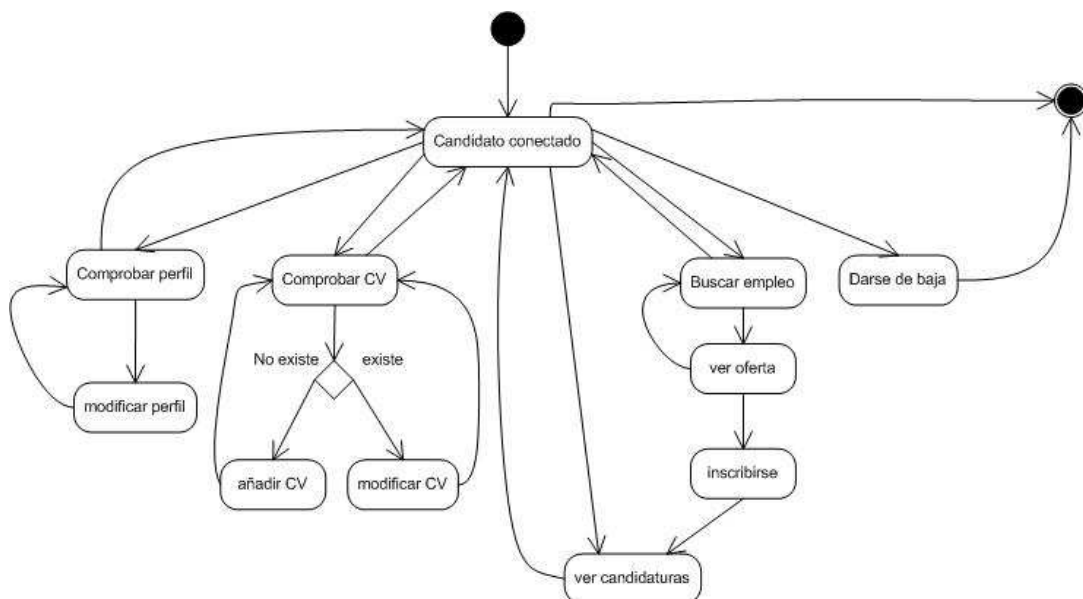 Candidato conectado
Comprobar perfil
Comprobar CV
Buscar empleo
Darse de baja
No existe
existe
ver oferta
modificar perfil
añadir CV
modificar CV
inscribirse
ver candidaturas